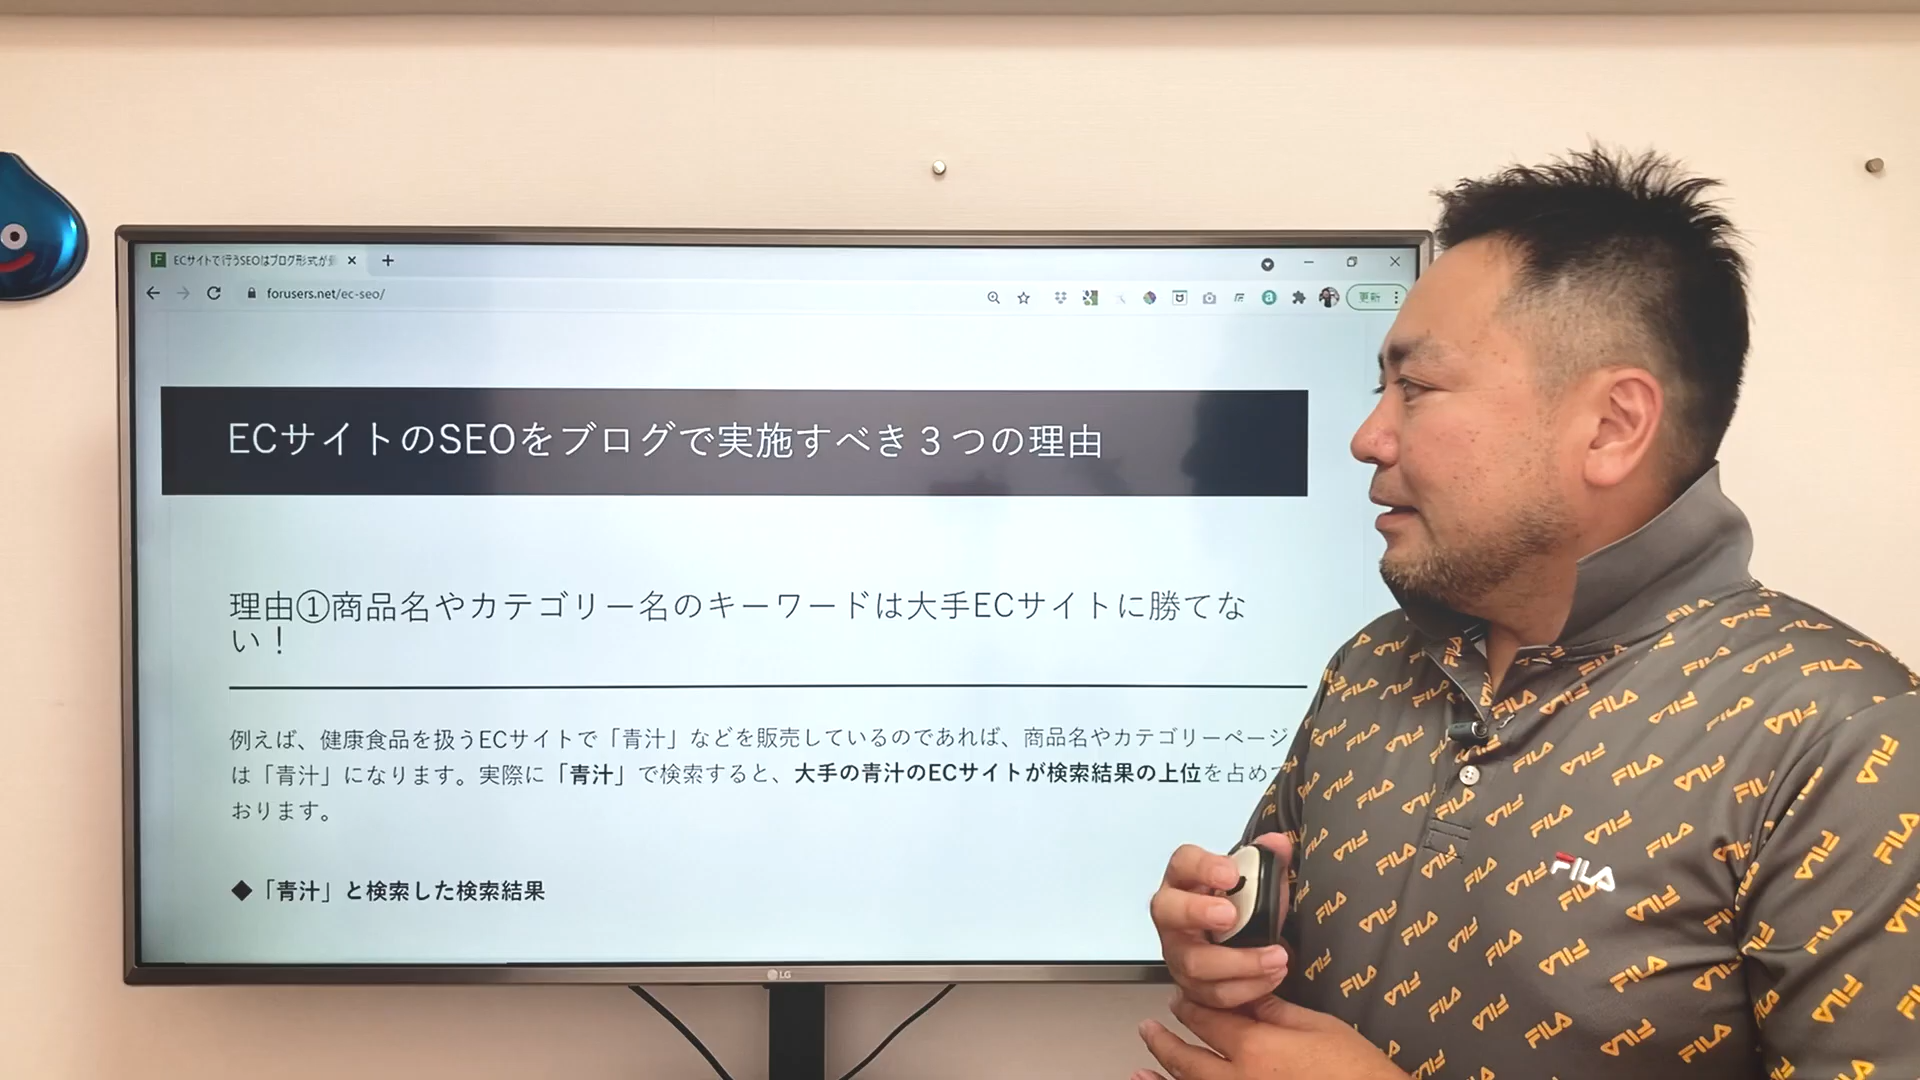 ECサイトで行うSEOはブログ形式が
forusers.net/ec-seo/
更新
ECサイトのSEOをブログで実施すべき３つの理由
理由①商品名やカテゴリー名のキーワードは大手ECサイトに勝てな
い！
例えば、健康食品を扱うECサイトで「青汁」などを販売しているのであれば、商品名やカテゴリーページ
は「青汁」になります。実際に「青汁」で検索すると、大手の青汁のECサイトが検索結果の上位を占めて
おります。
◆「青汁」と検索した検索結果
LG
FILA